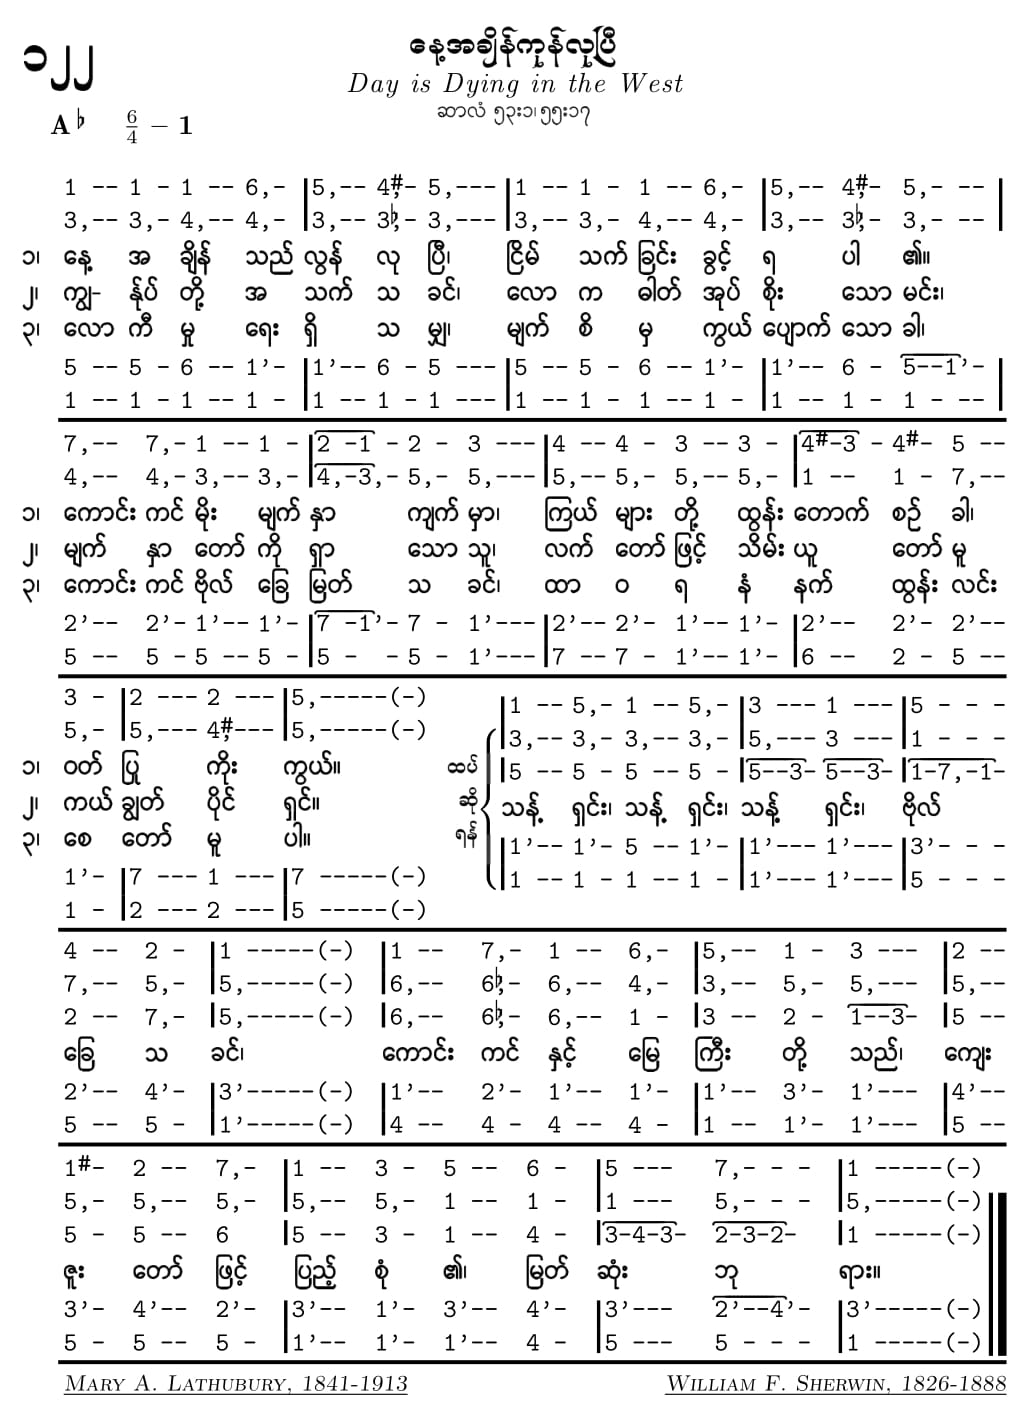 ၁၂၂
နေ့အချိန်ကုန်လုပြီ
Day is Dying in the West
ဆာလံ ၅၃း၁၊၅၅း၁၇
A♭ 6/4 – 1
1 -- 1 - 1 -- 6,- |5,-- 4#,- 5,--- |1 -- 1 - 1 -- 6,- |5,-- 4#,- 5,- -- |
3,-- 3,- 4,-- 4,- |3,-- 3♭,- 3,--- |3,-- 3,- 4,-- 4,- |3,-- 3♭,- 3,- -- |
၁၊ နေ့ အ ချိန် သည် လွန် လု ပြီ၊ ငြိမ် သက် ခြင်း ခွင့် ရ ပါ ၏။
၂၊ ကျွ- န်ုပ် တို့ အ သက် သ ခင်၊ လော က ဓါတ် အုပ် စိုး သော မင်း၊
၃၊ လော ကီ မှု ရေး ရှိ သ မျှ၊ မျက် စိ မှ ကွယ် ပျောက် သော ခါ၊
5 -- 5 - 6 -- 1’- |1’-- 6 - 5 --- |5 -- 5 - 6 -- 1’- |1’-- 6 - 5--1’- |
1 -- 1 - 1 -- 1 - |1 -- 1 - 1 --- |1 -- 1 - 1 -- 1 - |1 -- 1 - 1 - -- |
7,-- 7,- 1 -- 1 - |2 -1 - 2 - 3 --- |4 -- 4 - 3 -- 3 - |4#-3 - 4#- 5 --
4,-- 4,- 3,-- 3,- |4,-3,- 5,- 5,--- |5,-- 5,- 5,-- 5,- |1 -- 1 - 7,--
၁၊ ကောင်း ကင် မိုး မျက် နှာ ကျက် မှာ၊ ကြယ် များ တို့ ထွန်း တောက် စဉ် ခါ၊
၂၊ မျက် နှာ တော် ကို ရှာ သော သူ၊ လက် တော် ဖြင့် သိမ်း ယူ တော် မူ
၃၊ ကောင်း ကင် ဗိုလ် ခြေ မြတ် သ ခင်၊ ထာ ဝ ရ နံ နက် ထွန်း လင်း
2’-- 2’- 1’-- 1’- |7 -1’- 7 - 1’--- |2’-- 2’- 1’-- 1’- |2’-- 2’- 2’--
5 -- 5 - 5 -- 5 - |5 - - 5 - 1’--- |7 -- 7 - 1’-- 1’- |6 -- 2 - 5 --
3 - |2 --- 2 --- |5,-----(-)
5,- |5,--- 4#,--- |5,-----(-)
၁၊ ဝတ် ပြု ကိုး ကွယ်။
၂၊ ကယ် ချွတ် ပိုင် ရှင်။
၃၊ စေ တော် မူ ပါ။
1’- |7 --- 1 --- |7 -----(-)
1 - |2 --- 2 --- |5 -----(-)
|1 -- 5,- 1 -- 5,- |3 --- 1 --- |5 - - -
|3,-- 3,- 3,-- 3,- |5,--- 3 --- |1 - - -
ထပ် |5 -- 5 - 5 -- 5 - |5--3- 5--3- |1-7,-1-
ဆို သန့် ရှင်း၊ သန့် ရှင်း၊ သန့် ရှင်း၊ ဗိုလ်
ရန် |1’-- 1’- 5 -- 1’- |1’--- 1’--- |3’- - -
|1 -- 1 - 1 -- 1 - |1’--- 1’--- |5 - - -
4 -- 2 - |1 -----(-) |1 -- 7,- 1 -- 6,- |5,-- 1 - 3 --- |2 --
7,-- 5,- |5,-----(-) |6,-- 6♭,- 6,-- 4,- |3,-- 5,- 5,--- |5,--
2 -- 7,- |5,-----(-) |6,-- 6♭,- 6,-- 1 - |3 -- 2 - 1--3- |5 --
ခြေ သ ခင်၊ ကောင်း ကင် နှင့် မြေ ကြီး တို့ သည်၊ ကျေး
2’-- 4’- |3’-----(-) |1’-- 2’- 1’-- 1’- |1’-- 3’- 1’--- |4’--
5 -- 5 - |1’-----(-) |4 -- 4 - 4 -- 4 - |1 -- 1’- 1’--- |5 --
1#- 2 -- 7,- |1 -- 3 - 5 -- 6 - |5 --- 7,- - - |1 -----(-)
5,- 5,-- 5,- |5,-- 5,- 1 -- 1 - |1 --- 5,- - - |5,-----(-)
5 - 5 -- 6 |5 -- 3 - 1 -- 4 - |3-4-3- 2-3-2- |1 -----(-)
ဇူး တော် ဖြင့် ပြည့် စုံ ၏၊ မြတ် ဆုံး ဘု ရား။
3’- 4’-- 2’- |3’-- 1’- 3’-- 4’- |3’--- 2’--4’- |3’-----(-)
5 - 5 -- 5 - |1’-- 1’- 1’-- 4 - |5 --- 5 - - - |1 -----(-)
MARY A. LATHUBURY, 1841-1913
WILLIAM F. SHERWIN, 1826-1888